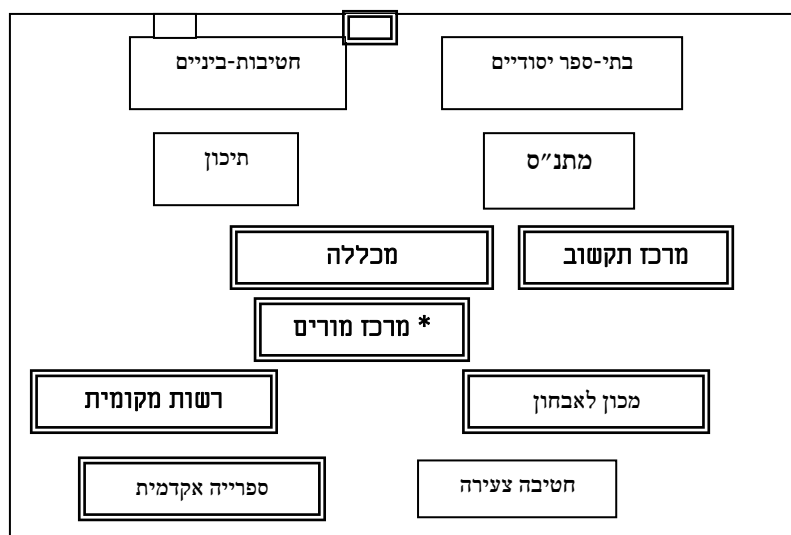 בתי-ספר יסודיים
חטיבות-ביניים
מתנ״ס
תיכון
מרכז תקשוב
מכללה
* מרכז מורים
מכון לאבחון
רשות מקומית
חטיבה צעירה
ספרייה אקדמית